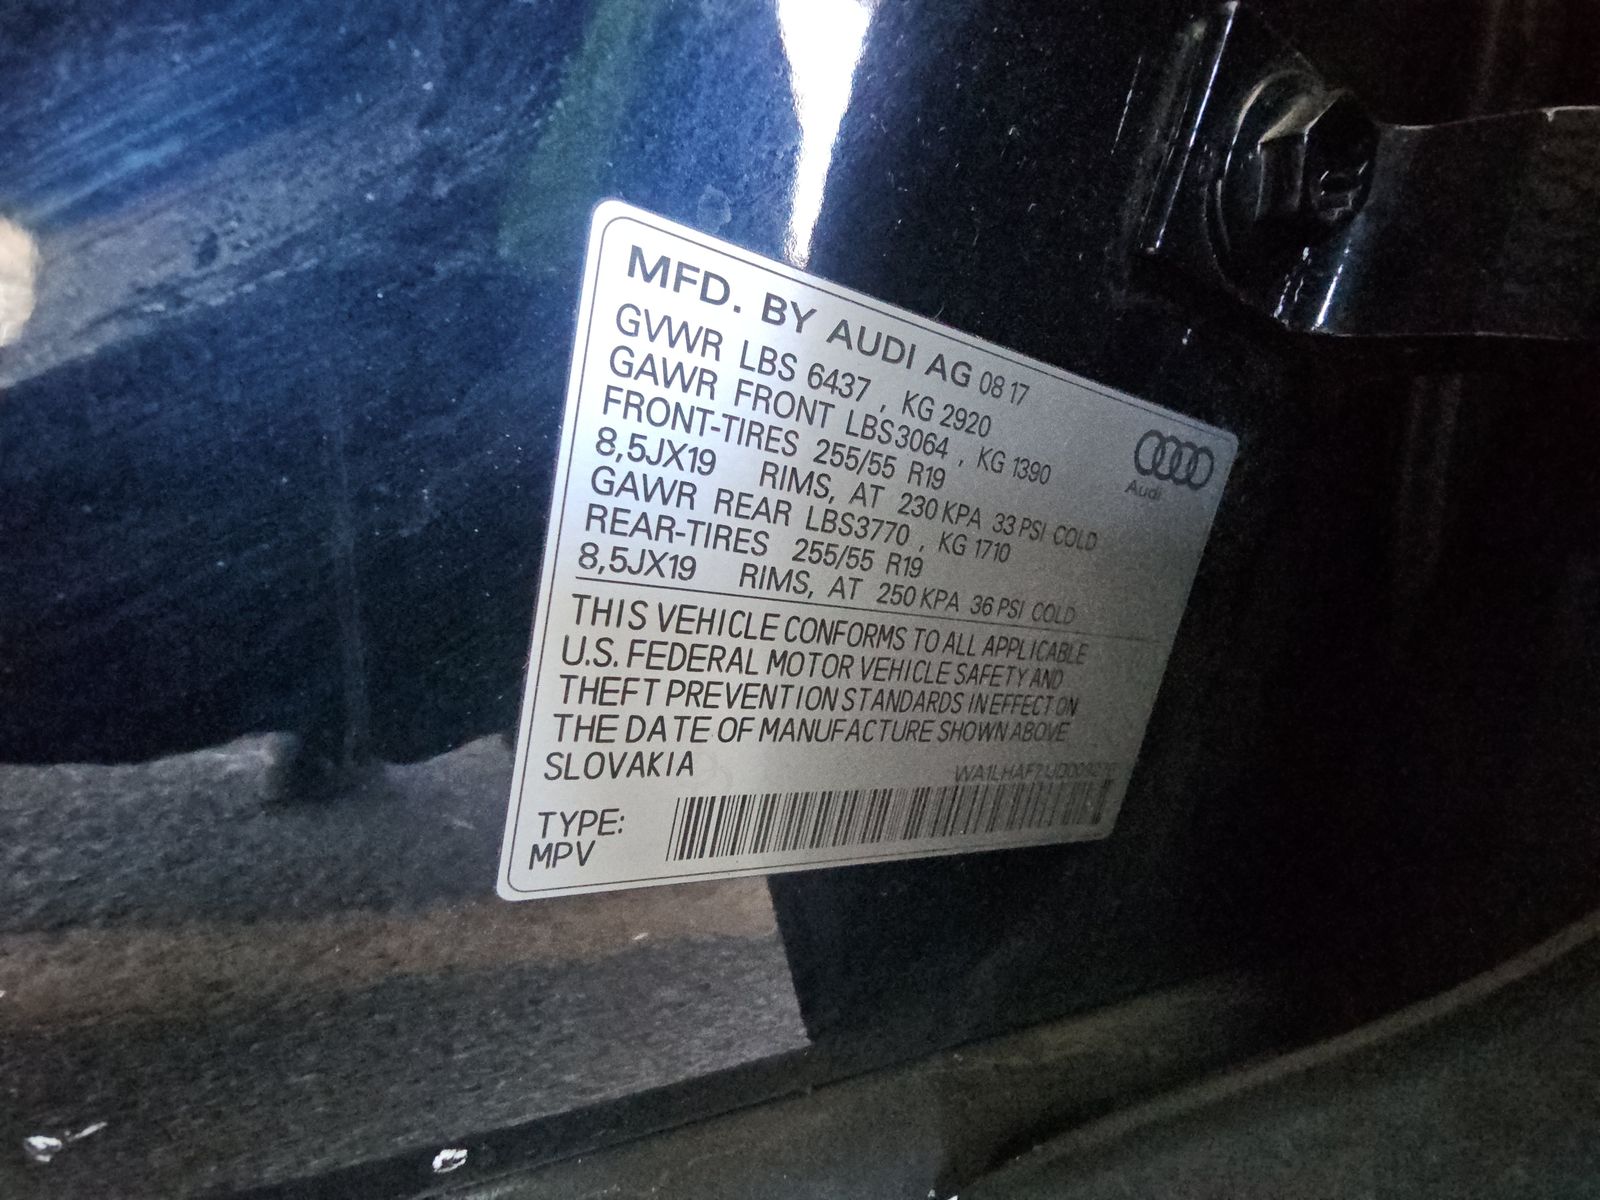 MFD. BY AUDI AG 08 17
GVWR LBS 6437 , KG 2920
GAWR FRONT LBS3064 , KG 1390
FRONT-TIRES 255/55 R19
8,5JX19 RIMS, AT 230 KPA 33 PSI COLD
GAWR REAR LBS3770 , KG 1710
REAR-TIRES 255/55 R19
8,5JX19 RIMS, AT 250 KPA 36 PSI COLD
THIS VEHICLE CONFORMS TO ALL APPLICABLE
U.S. FEDERAL MOTOR VEHICLE SAFETY AND
THEFT PREVENTION STANDARDS IN EFFECT ON
THE DATE OF MANUFACTURE SHOWN ABOVE
SLOVAKIA
TYPE:
MPV
Audi